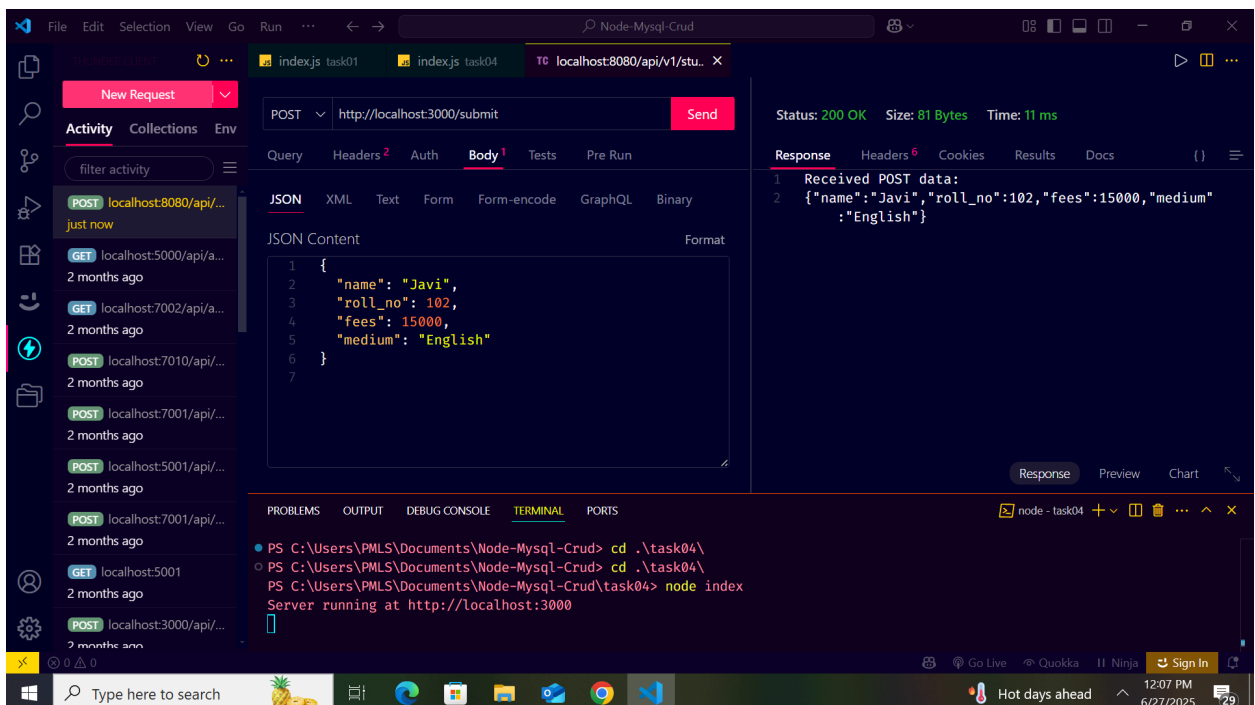 File Edit Selection View Go Run ··· Node-Mysql-Crud
JS index.js task01 JS index.js task04 TC localhost:8080/api/v1/stu..
New Request
Activity Collections Env
filter activity
POST localhost:8080/api/...
just now
GET localhost:5000/api/a...
2 months ago
GET localhost:7002/api/a...
2 months ago
POST localhost:7010/api/...
2 months ago
POST localhost:7001/api/...
2 months ago
POST localhost:5001/api/...
2 months ago
POST localhost:7001/api/...
2 months ago
GET localhost:5001
2 months ago
POST localhost:3000/api/...
2 months ago
POST http://localhost:3000/submit Send
Query Headers 2 Auth Body 1 Tests Pre Run
JSON XML Text Form Form-encode GraphQL Binary
JSON Content Format
1 {
2 "name": "Javi",
3 "roll_no": 102,
4 "fees": 15000,
5 "medium": "English"
6 }
7
Status: 200 OK Size: 81 Bytes Time: 11 ms
Response Headers 6 Cookies Results Docs { }
1 Received POST data:
2 {"name":"Javi","roll_no":102,"fees":15000,"medium"
:"English"}
Response Preview Chart
PROBLEMS OUTPUT DEBUG CONSOLE TERMINAL PORTS node - task04
PS C:\Users\PMLS\Documents\Node-Mysql-Crud> cd .\task04\
PS C:\Users\PMLS\Documents\Node-Mysql-Crud> cd .\task04\
PS C:\Users\PMLS\Documents\Node-Mysql-Crud\task04> node index
Server running at http://localhost:3000
0 0 Go Live Quokka Ninja Sign In
Type here to search Hot days ahead 12:07 PM
6/27/2025 29